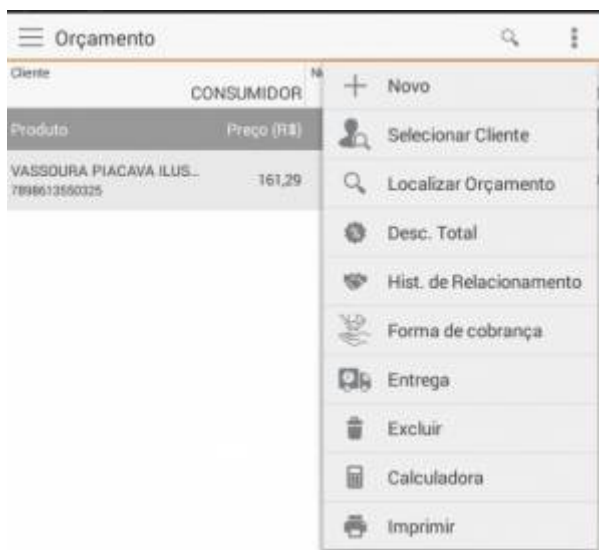 Orçamento
Cliente
CONSUMIDOR
Produto Preço (R$)
VASSOURA PIACAVA ILUS... 161,29
7898613550325
Novo
Selecionar Cliente
Localizar Orçamento
Desc. Total
Hist. de Relacionamento
Forma de cobrança
Entrega
Excluir
Calculadora
Imprimir